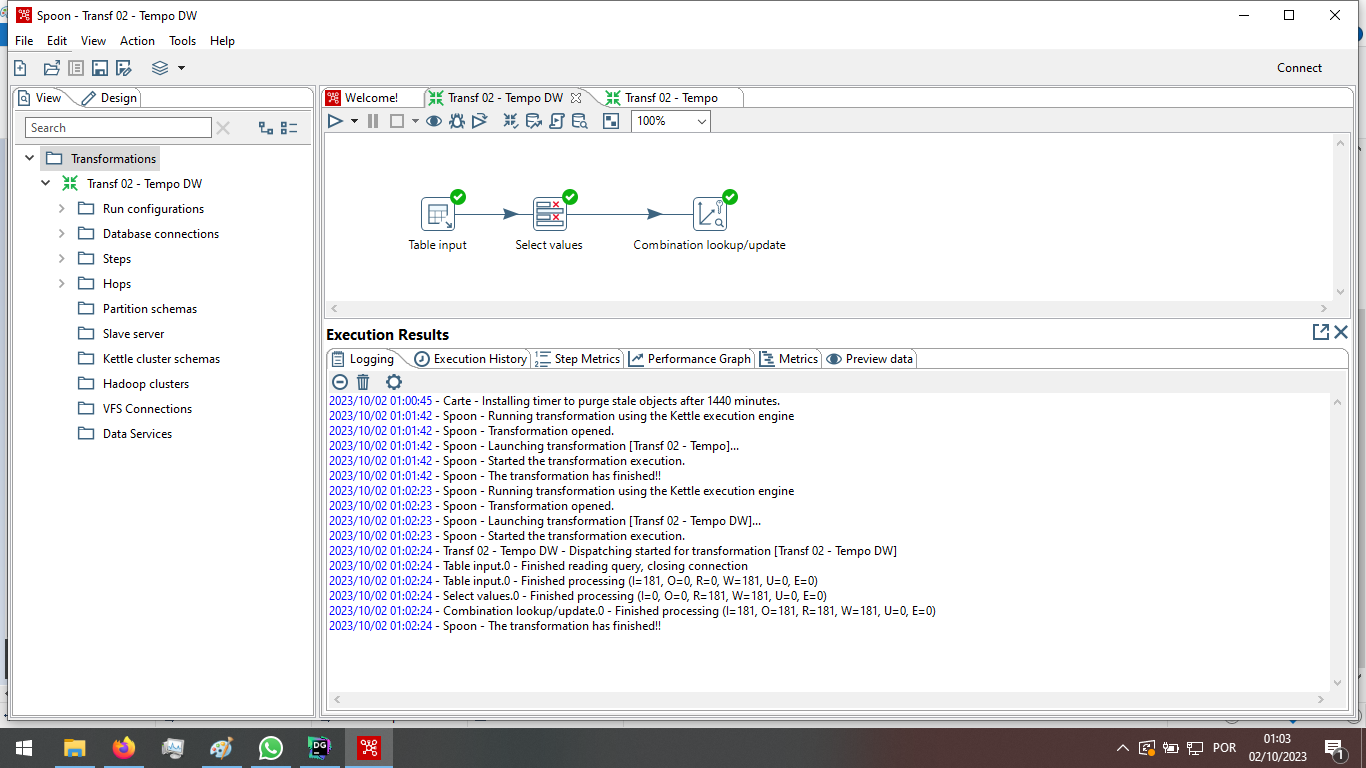 Spoon - Transf 02 - Tempo DW
File Edit View Action Tools Help
Connect
View Design
Search
Transformations
Transf 02 - Tempo DW
Run configurations
Database connections
Steps
Hops
Partition schemas
Slave server
Kettle cluster schemas
Hadoop clusters
VFS Connections
Data Services
Welcome! Transf 02 - Tempo DW Transf 02 - Tempo
100%
Table input Select values Combination lookup/update
Execution Results
Logging Execution History Step Metrics Performance Graph Metrics Preview data
2023/10/02 01:00:45 - Carte - Installing timer to purge stale objects after 1440 minutes.
2023/10/02 01:01:42 - Spoon - Running transformation using the Kettle execution engine
2023/10/02 01:01:42 - Spoon - Transformation opened.
2023/10/02 01:01:42 - Spoon - Launching transformation [Transf 02 - Tempo]...
2023/10/02 01:01:42 - Spoon - Started the transformation execution.
2023/10/02 01:01:42 - Spoon - The transformation has finished!!
2023/10/02 01:02:23 - Spoon - Running transformation using the Kettle execution engine
2023/10/02 01:02:23 - Spoon - Transformation opened.
2023/10/02 01:02:23 - Spoon - Launching transformation [Transf 02 - Tempo DW]...
2023/10/02 01:02:23 - Spoon - Started the transformation execution.
2023/10/02 01:02:24 - Transf 02 - Tempo DW - Dispatching started for transformation [Transf 02 - Tempo DW]
2023/10/02 01:02:24 - Table input.0 - Finished reading query, closing connection
2023/10/02 01:02:24 - Table input.0 - Finished processing (I=181, O=0, R=0, W=181, U=0, E=0)
2023/10/02 01:02:24 - Select values.0 - Finished processing (I=0, O=0, R=181, W=181, U=0, E=0)
2023/10/02 01:02:24 - Combination lookup/update.0 - Finished processing (I=181, O=181, R=181, W=181, U=0, E=0)
2023/10/02 01:02:24 - Spoon - The transformation has finished!!
DG
POR
01:03
02/10/2023
1